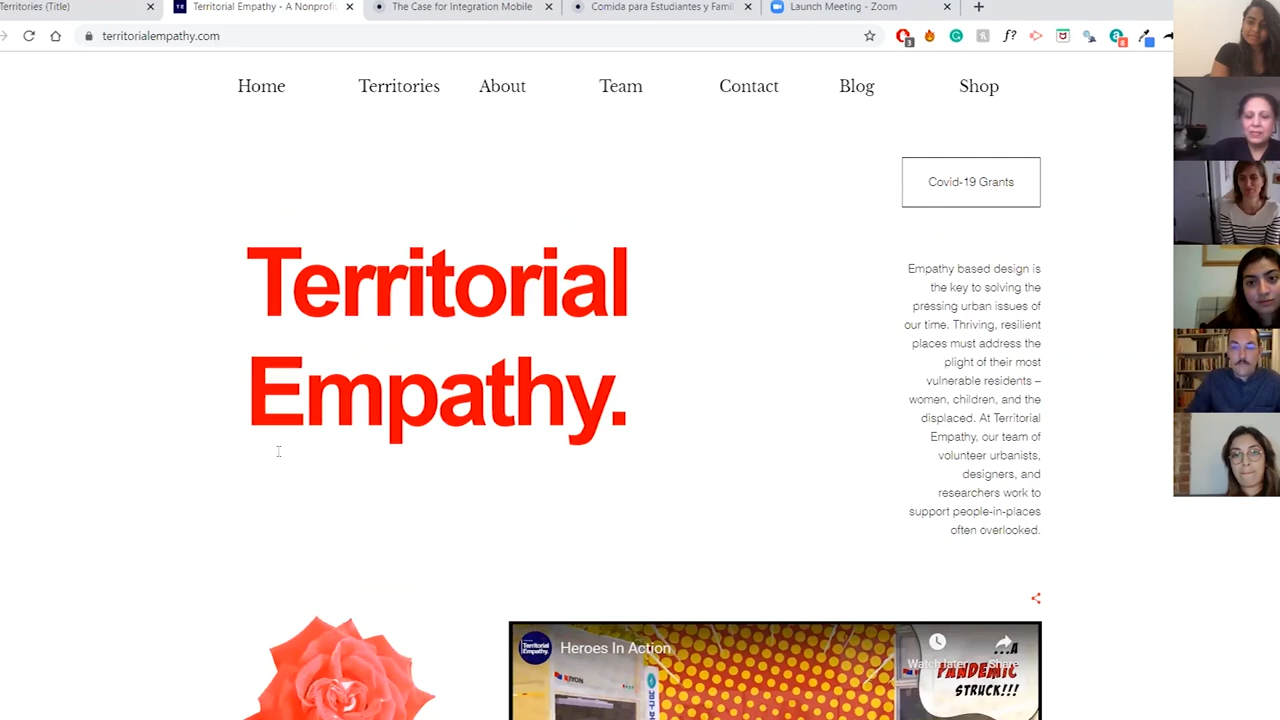 Territories (Title)
Territorial Empathy - A Nonprofi
The Case for Integration Mobile
Comida para Estudiantes y Famil
Launch Meeting - Zoom
territorialempathy.com
3
f?
8
Home Territories About Team Contact Blog Shop
Covid-19 Grants
Territorial
Empathy.
Empathy based design is
the key to solving the
pressing urban issues of
our time. Thriving, resilient
places must address the
plight of their most
vulnerable residents –
women, children, and the
displaced. At Territorial
Empathy, our team of
volunteer urbanists,
designers, and
researchers work to
support people-in-places
often overlooked.
Territorial
Empathy.
Heroes In Action
Watch later
Share
...A
PANDEMIC
STRUCK!!!